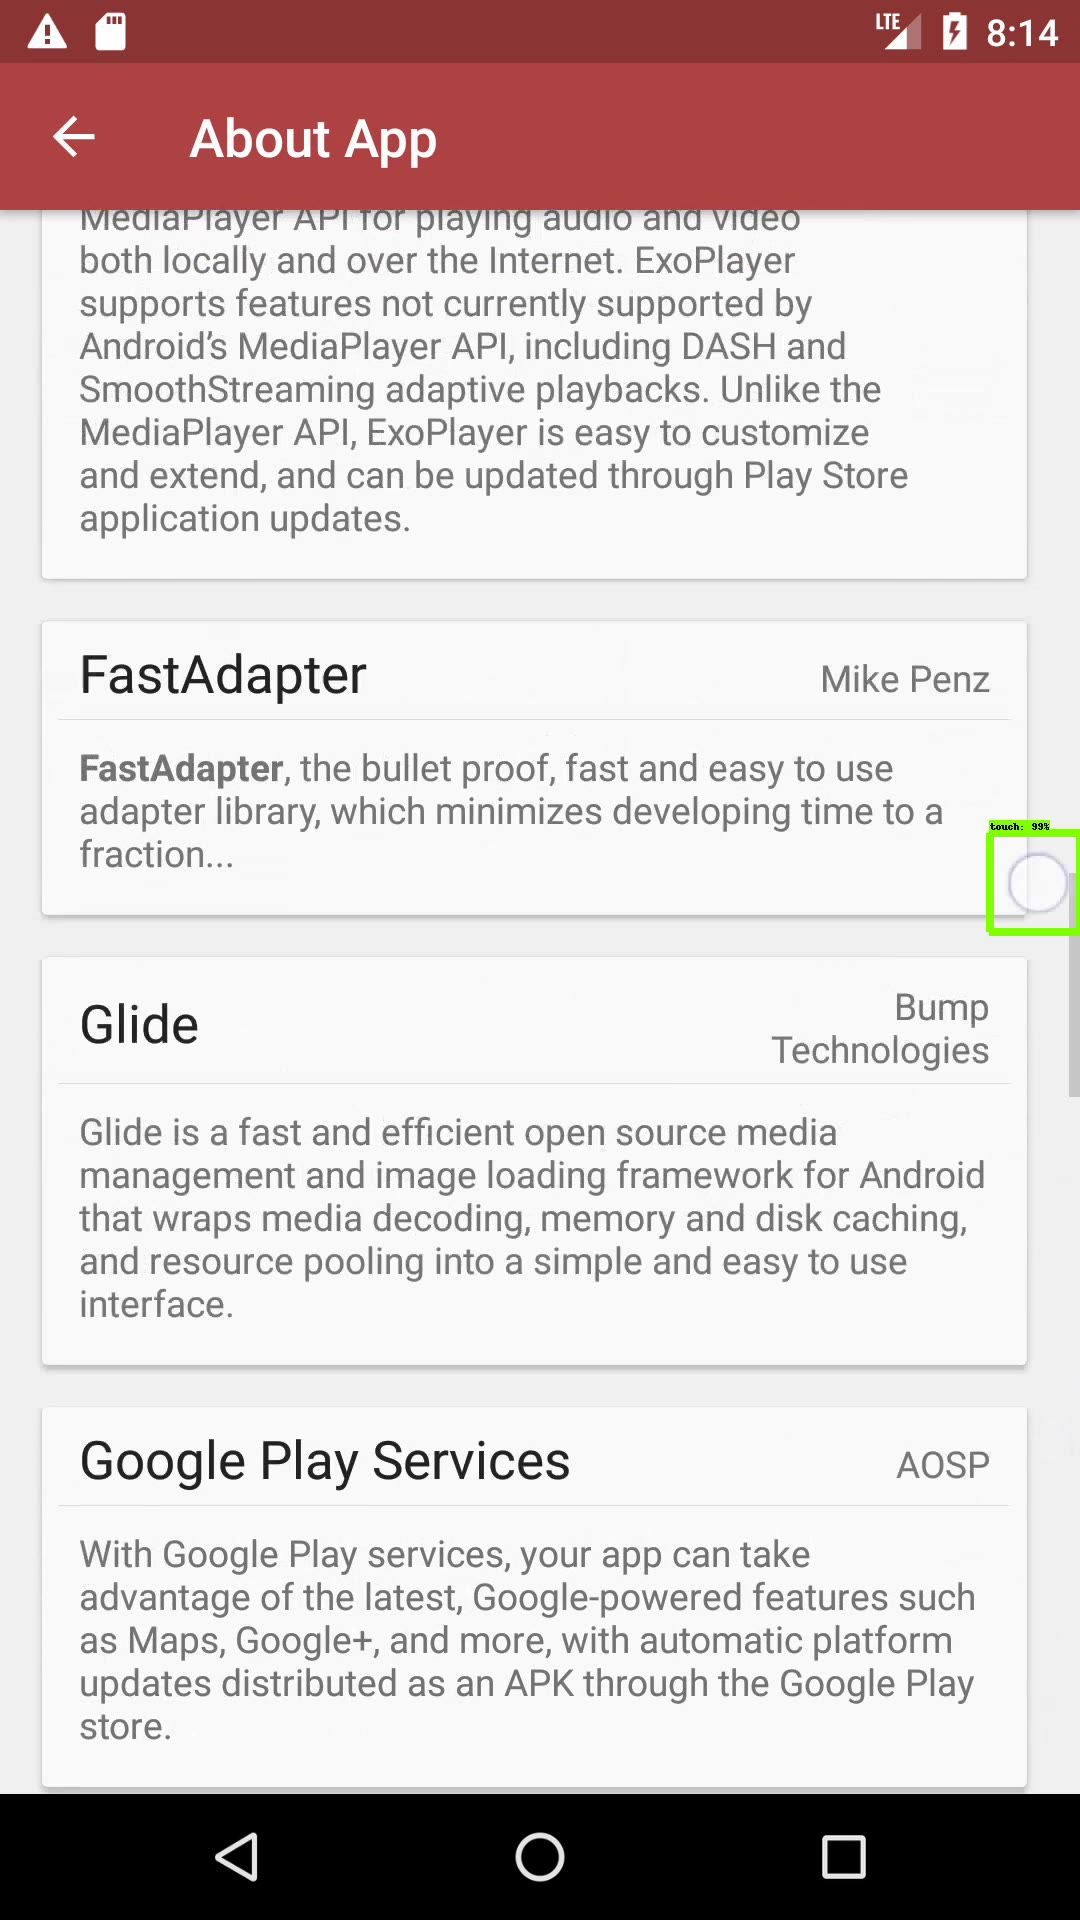 LTE 8:14
About App
MediaPlayer API for playing audio and video
both locally and over the Internet. ExoPlayer
supports features not currently supported by
Android’s MediaPlayer API, including DASH and
SmoothStreaming adaptive playbacks. Unlike the
MediaPlayer API, ExoPlayer is easy to customize
and extend, and can be updated through Play Store
application updates.
FastAdapter
Mike Penz
FastAdapter, the bullet proof, fast and easy to use
adapter library, which minimizes developing time to a
fraction...
touch: 99%
Glide
Bump
Technologies
Glide is a fast and efficient open source media
management and image loading framework for Android
that wraps media decoding, memory and disk caching,
and resource pooling into a simple and easy to use
interface.
Google Play Services
AOSP
With Google Play services, your app can take
advantage of the latest, Google-powered features such
as Maps, Google+, and more, with automatic platform
updates distributed as an APK through the Google Play
store.